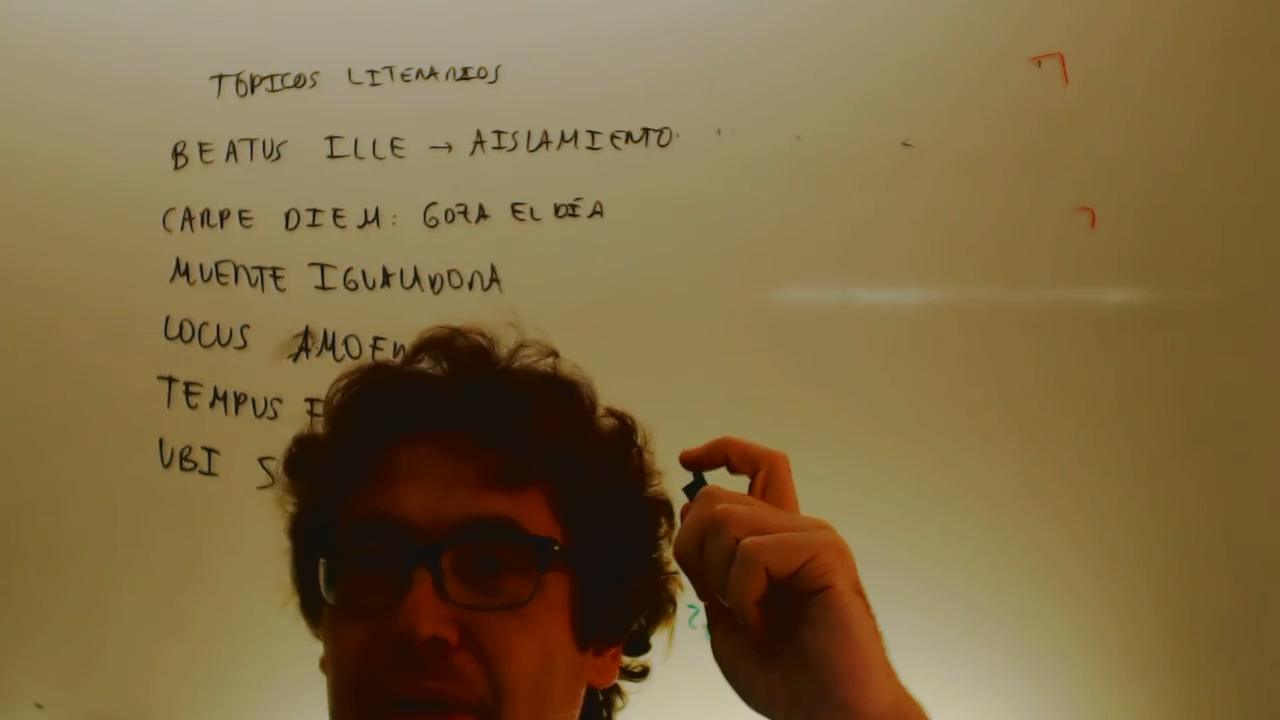 TÓPICOS LITERARIOS
BEATUS ILLE → AISLAMIENTO
CARPE DIEM: GOZA EL DÍA
MUERTE IGUALADORA
LOCUS
TEMPUS
UBI